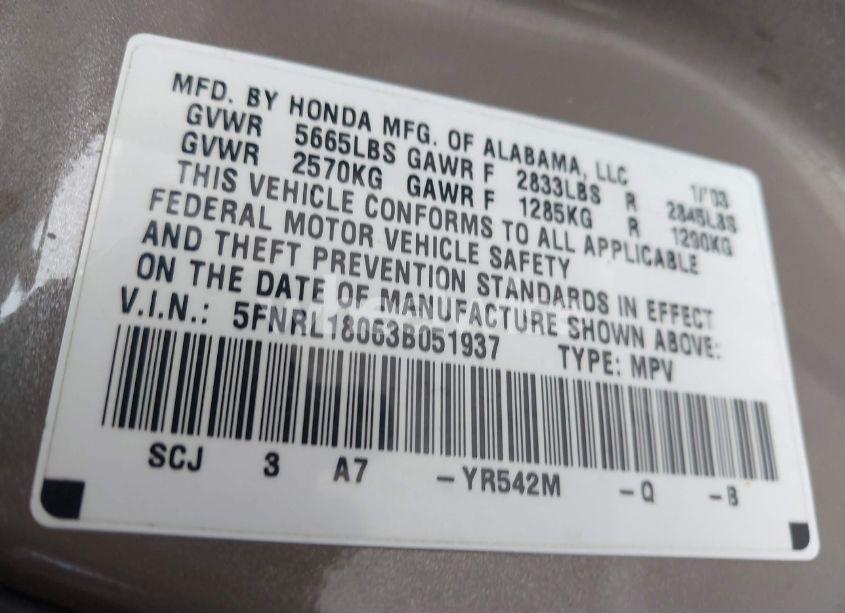 MFD. BY HONDA MFG. OF ALABAMA, LLC 1/'03
GVWR 5665LBS GAWR F 2833LBS R 2845LBS
GVWR 2570KG GAWR F 1285KG R 1290KG
THIS VEHICLE CONFORMS TO ALL APPLICABLE
FEDERAL MOTOR VEHICLE SAFETY
AND THEFT PREVENTION STANDARDS IN EFFECT
ON THE DATE OF MANUFACTURE SHOWN ABOVE:
V.I.N.: 5FNRL18063B051937 TYPE: MPV
SCJ 3 A7 -YR542M -Q -B